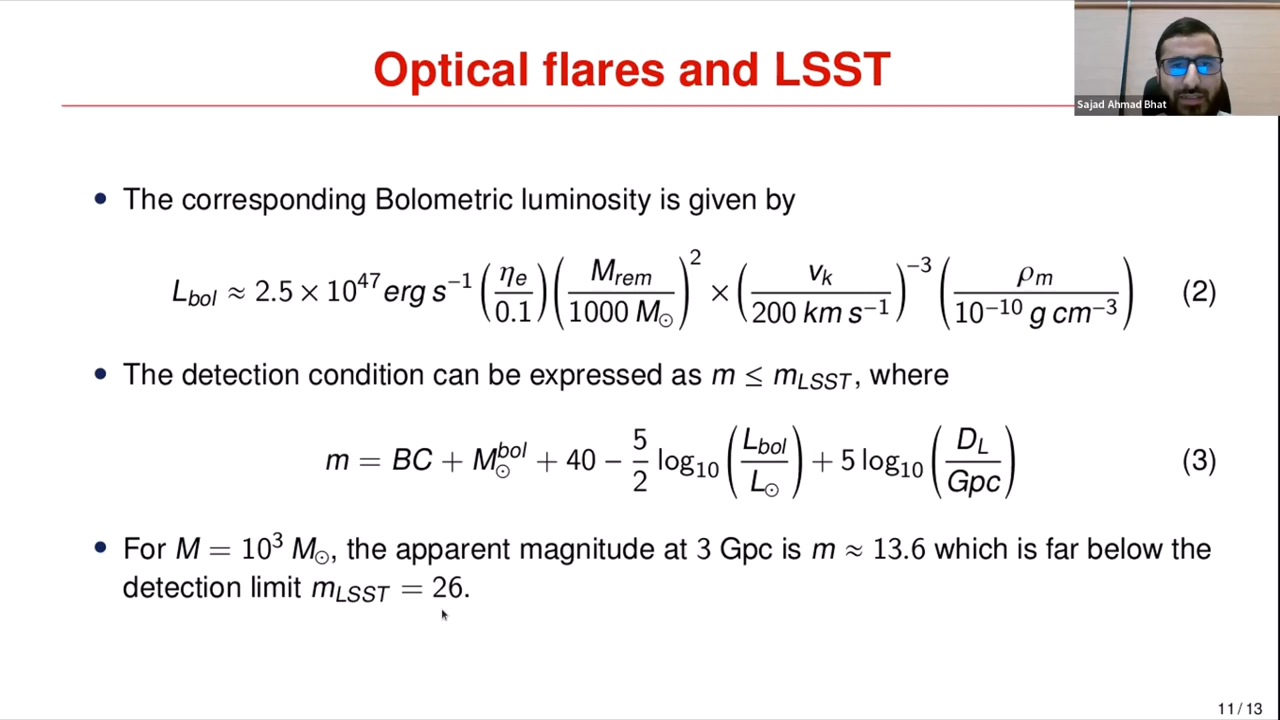 Optical flares and LSST
Sajad Ahmad Bhat
• The corresponding Bolometric luminosity is given by
L_bol ≈ 2.5 × 10^47 erg s^−1 (η_e / 0.1) (M_rem / 1000 M_⊙)^2 × (v_k / 200 km s^−1)^−3 (ρ_m / 10^−10 g cm^−3) (2)
• The detection condition can be expressed as m ≤ m_LSST, where
m = BC + M_⊙^bol + 40 − 5/2 log_10 (L_bol / L_⊙) + 5 log_10 (D_L / Gpc) (3)
• For M = 10^3 M_⊙, the apparent magnitude at 3 Gpc is m ≈ 13.6 which is far below the
detection limit m_LSST = 26.
11 / 13